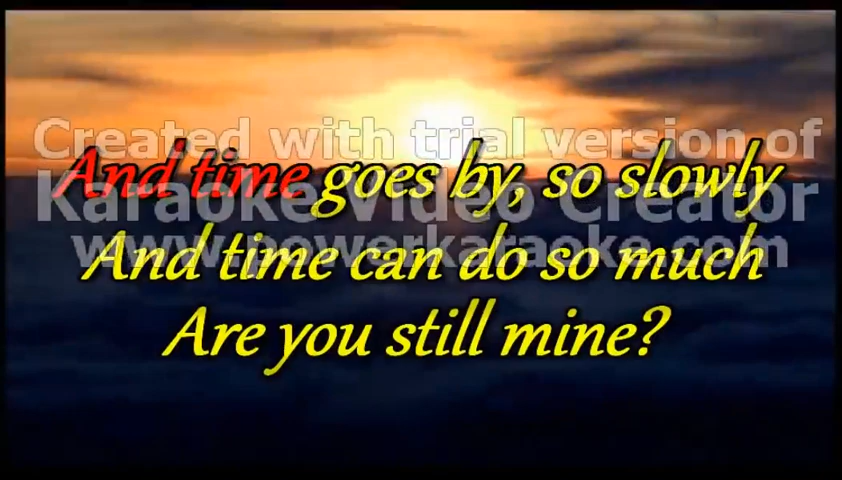 Created with trial version of
And time goes by, so slowly
Karaoke Video Creator
And time can do so much
www.powerkaraoke.com
Are you still mine?